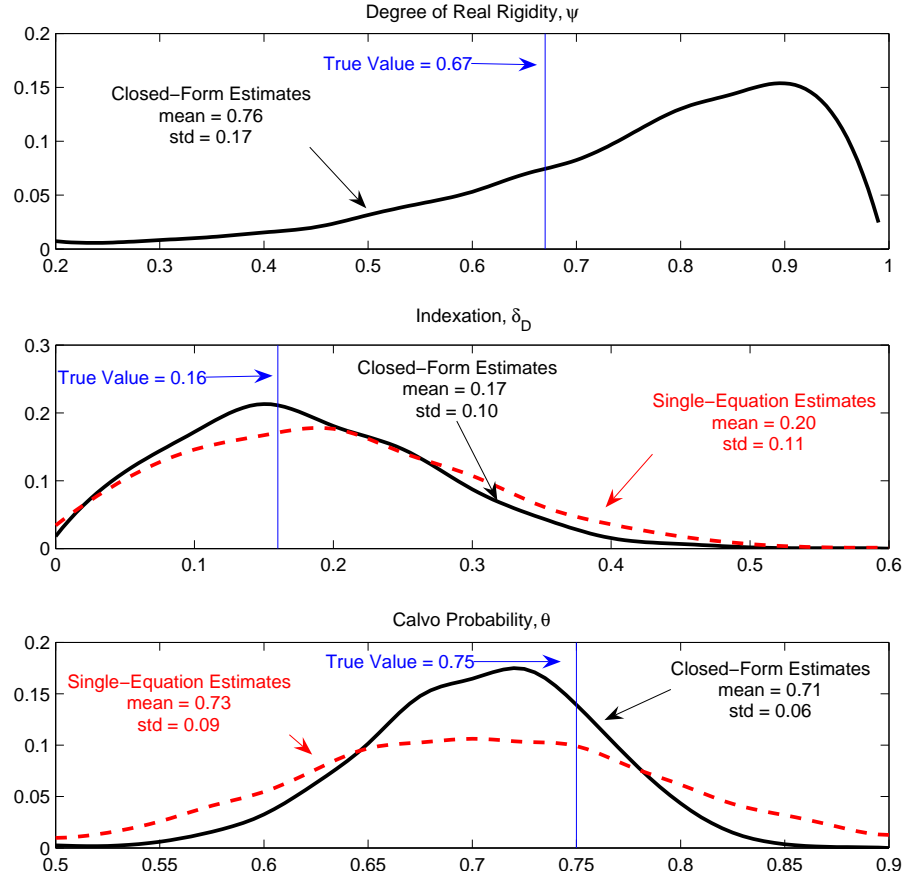 Degree of Real Rigidity, ψ
0.2
0.15
0.1
0.05
0
True Value = 0.67
Closed−Form Estimates
mean = 0.76
std = 0.17
0.2 0.3 0.4 0.5 0.6 0.7 0.8 0.9 1
Indexation, δ_D
0.3
0.2
0.1
0
True Value = 0.16
Closed−Form Estimates
mean = 0.17
std = 0.10
Single−Equation Estimates
mean = 0.20
std = 0.11
0 0.1 0.2 0.3 0.4 0.5 0.6
Calvo Probability, θ
0.2
0.15
0.1
0.05
0
Single−Equation Estimates
mean = 0.73
std = 0.09
True Value = 0.75
Closed−Form Estimates
mean = 0.71
std = 0.06
0.5 0.55 0.6 0.65 0.7 0.75 0.8 0.85 0.9